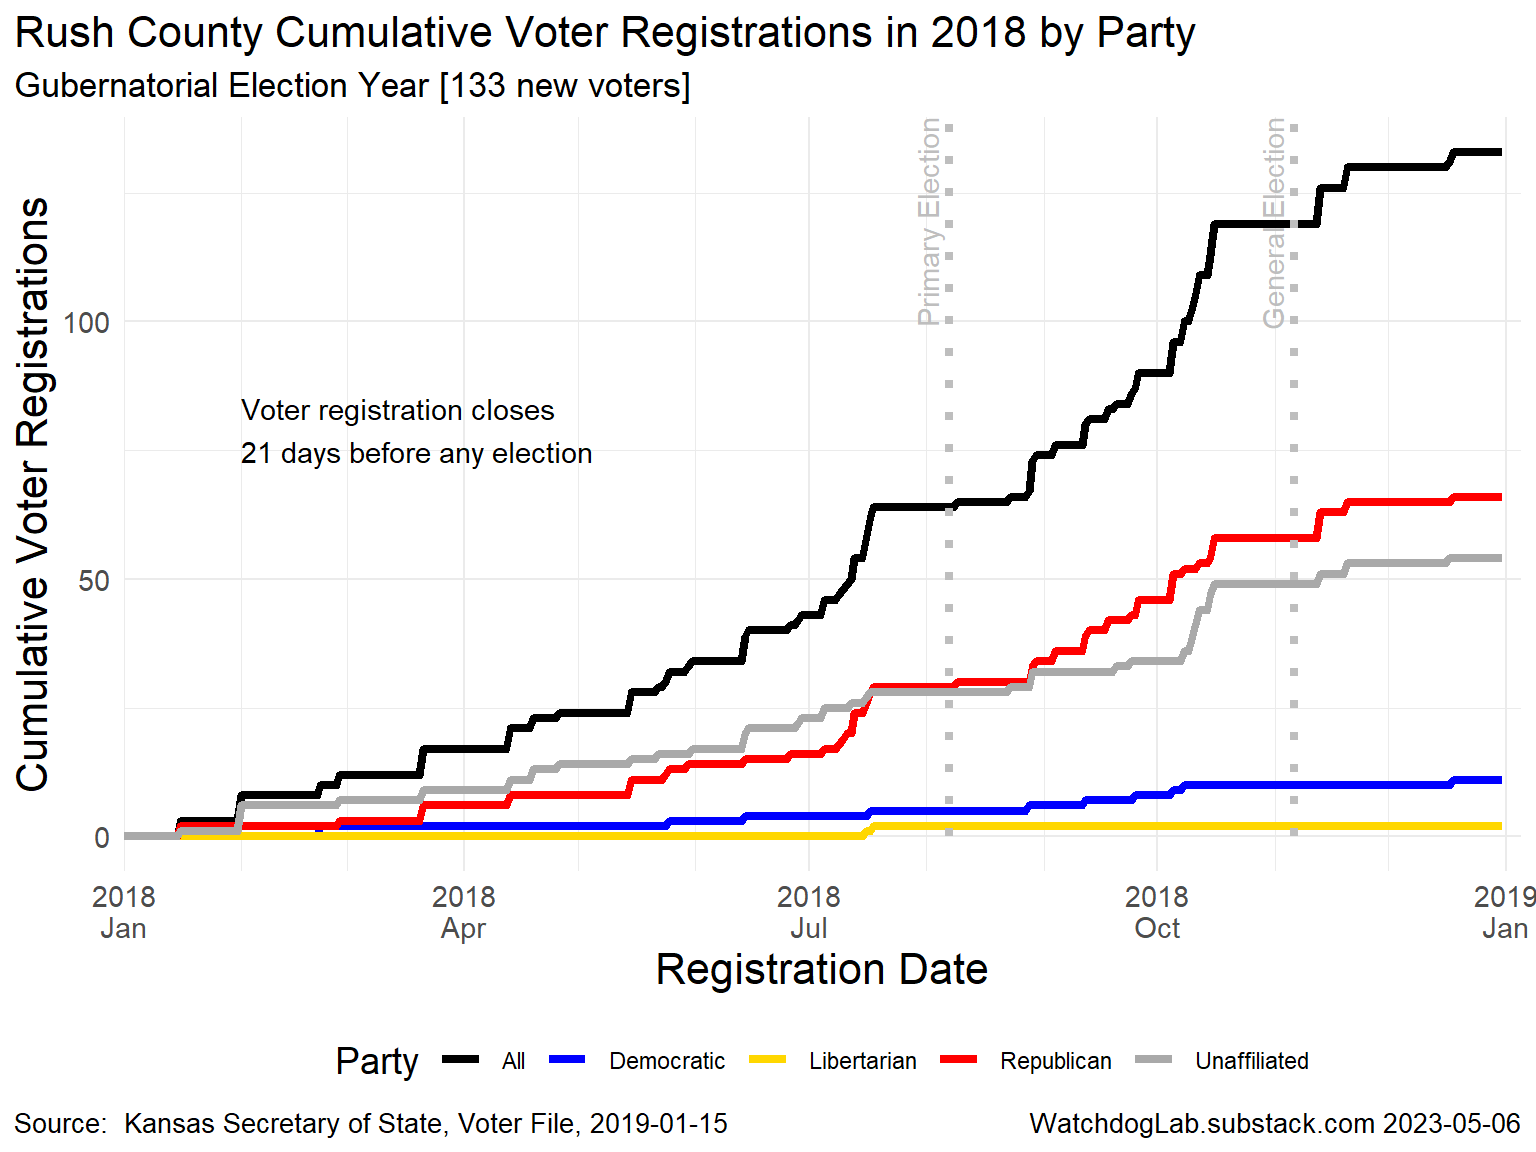 Rush County Cumulative Voter Registrations in 2018 by Party
Gubernatorial Election Year [133 new voters]
Cumulative Voter Registrations
100
50
0
Primary Election
General Election
Voter registration closes
21 days before any election
2018 2018 2018 2018 2019
Jan Apr Jul Oct Jan
Registration Date
Party All Democratic Libertarian Republican Unaffiliated
Source:  Kansas Secretary of State, Voter File, 2019-01-15
WatchdogLab.substack.com 2023-05-06